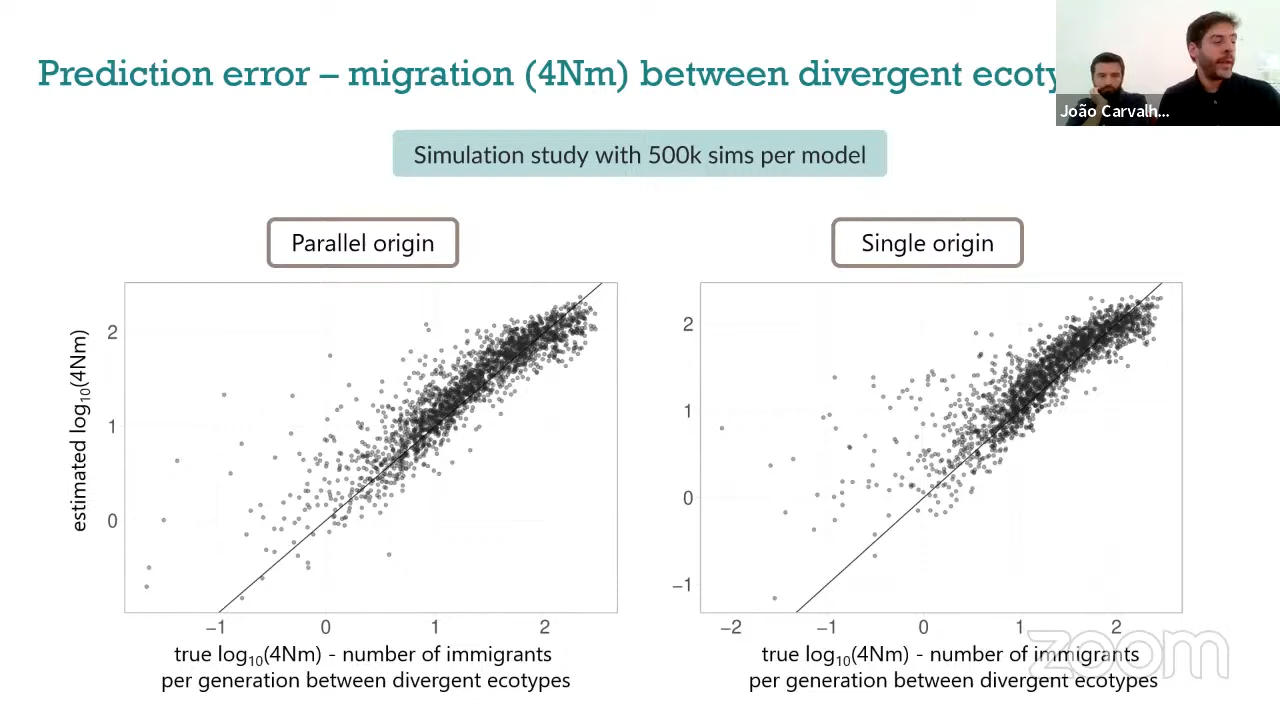 Prediction error – migration (4Nm) between divergent
João Carvalh...
Simulation study with 500k sims per model
Parallel origin
Single origin
estimated log10(4Nm)
2
1
0
−1
0
1
2
true log10(4Nm) - number of immigrants
per generation between divergent ecotypes
2
1
0
−1
−2
−1
0
1
2
true log10(4Nm) - number of immigrants
per generation between divergent ecotypes
zoom